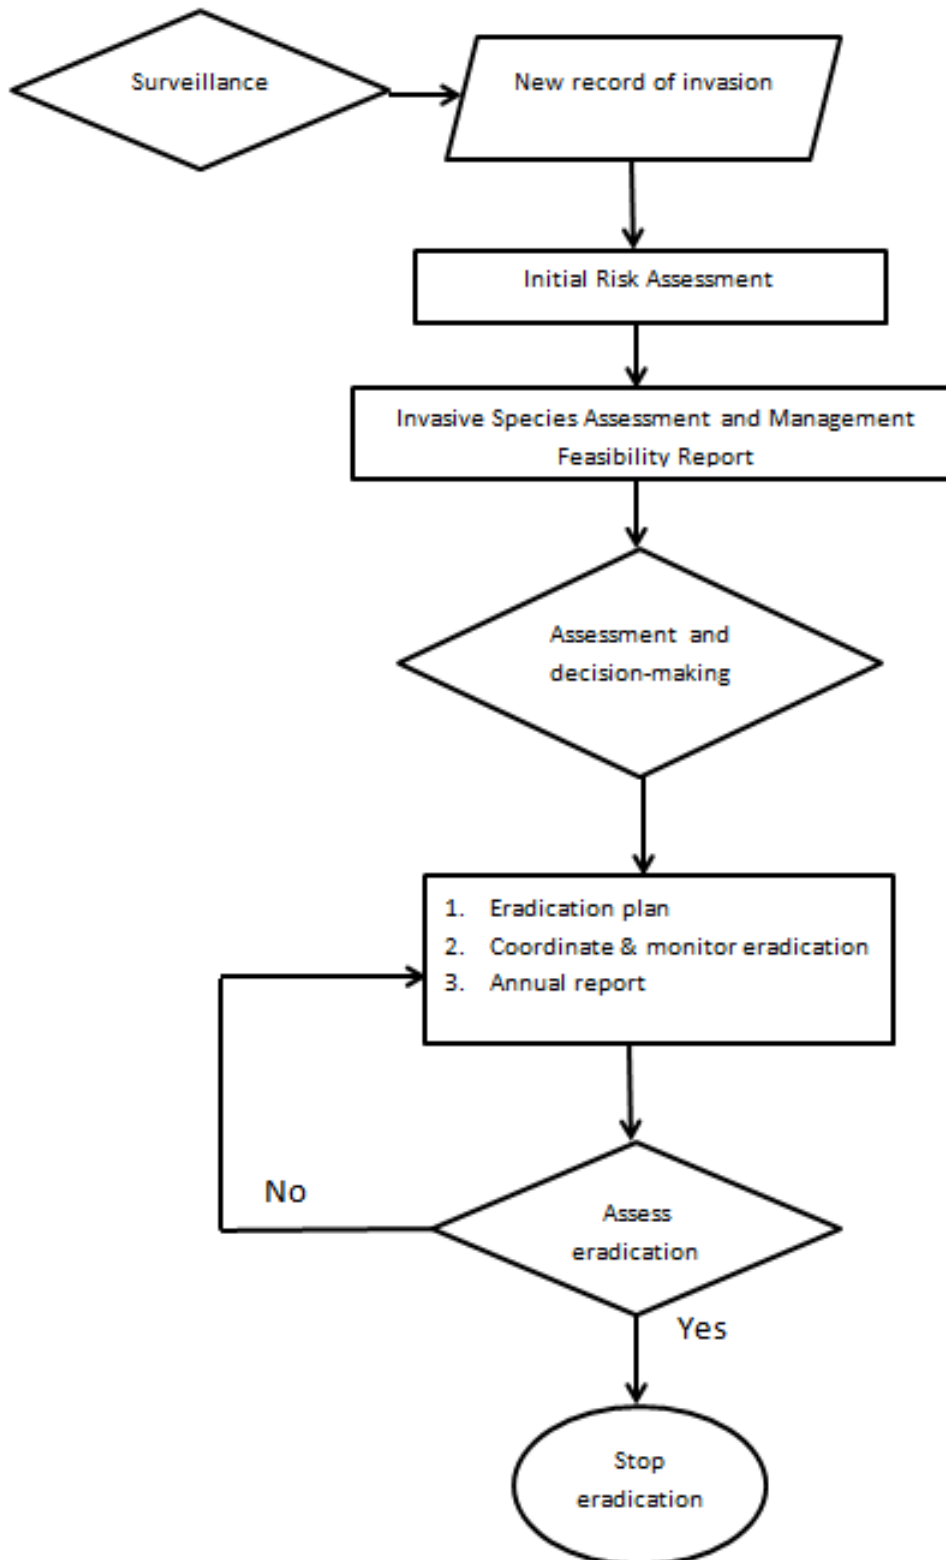 Surveillance
New record of invasion
Initial Risk Assessment
Invasive Species Assessment and Management
Feasibility Report
Assessment and
decision-making
1. Eradication plan
2. Coordinate & monitor eradication
3. Annual report
No
Assess
eradication
Yes
Stop
eradication